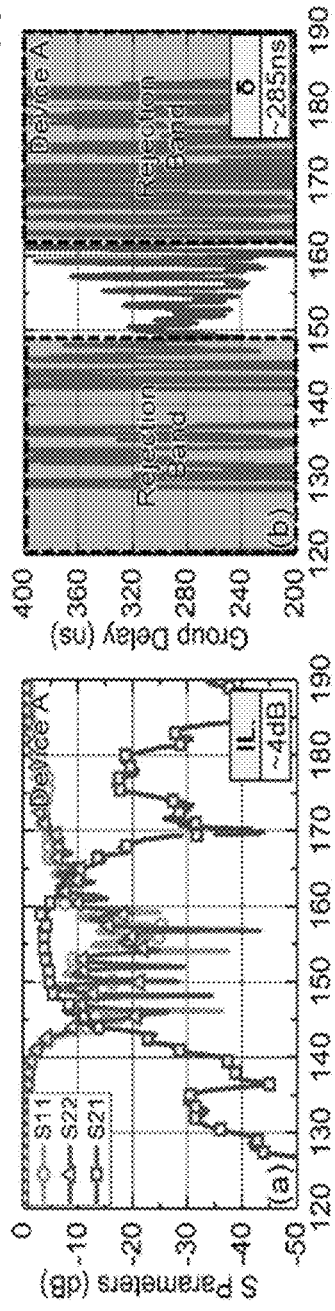 S Parameters (dB)
0
-10
-20
-30
-40
-50
S11
S22
S21
Device A
IL
~4dB
(a)
120 130 140 150 160 170 180 190
Group Delay (ns)
400
360
320
280
240
200
Rejection
Band
Device A
Rejection
Band
δ
~285ns
(b)
120 130 140 150 160 170 180 190